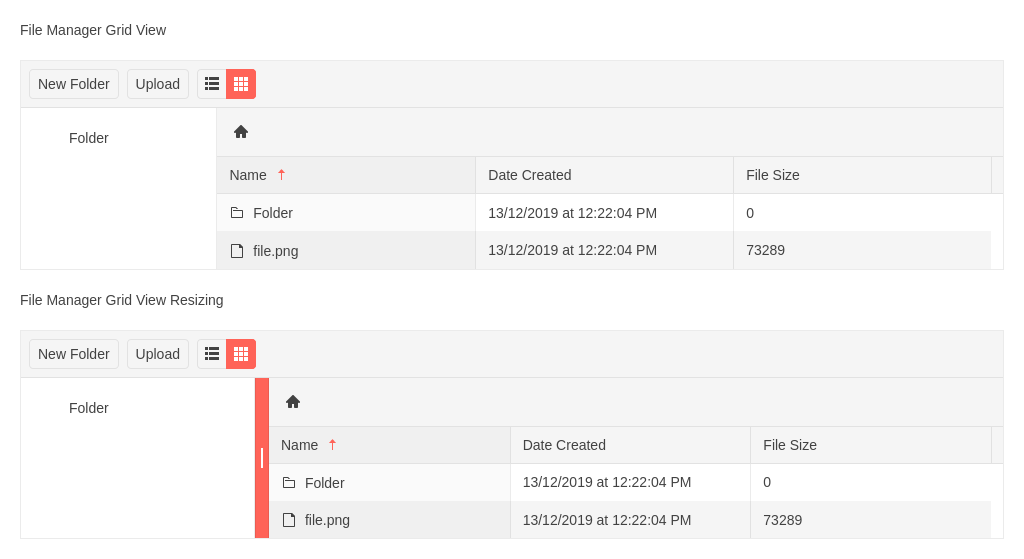 File Manager Grid View
New Folder Upload
Folder
Name Date Created File Size
Folder 13/12/2019 at 12:22:04 PM 0
file.png 13/12/2019 at 12:22:04 PM 73289
File Manager Grid View Resizing
New Folder Upload
Folder
Name Date Created File Size
Folder 13/12/2019 at 12:22:04 PM 0
file.png 13/12/2019 at 12:22:04 PM 73289